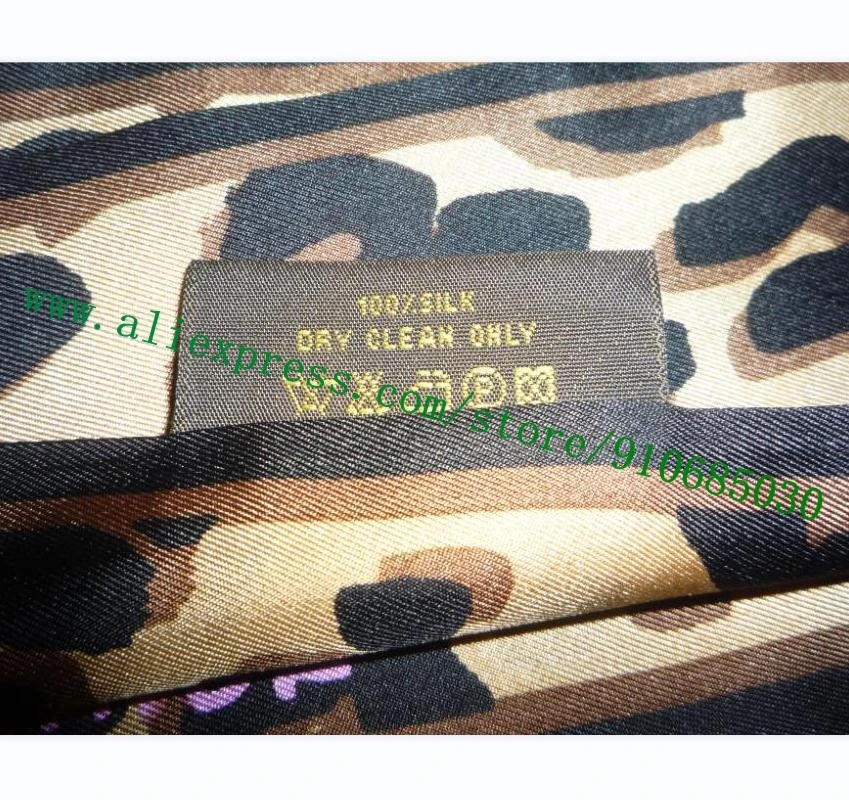 100%SILK
DRY CLEAN ONLY
P
www.aliexpress.com/store/910685030